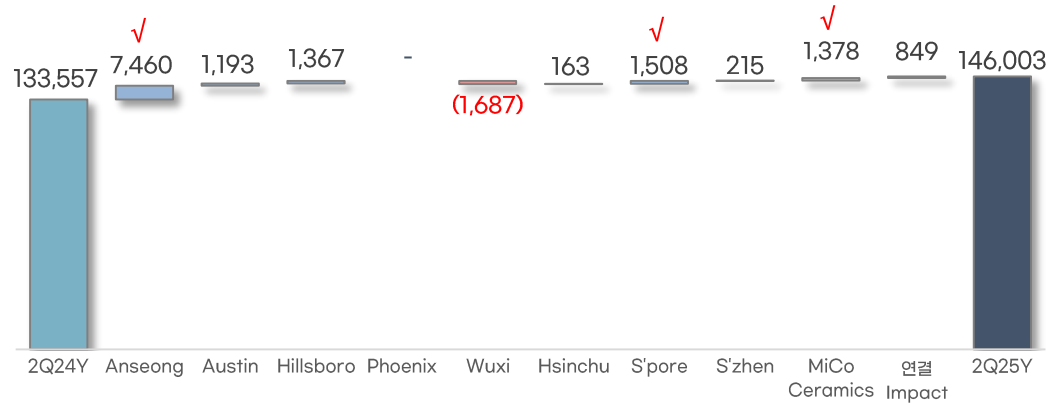 √
√
√
133,557
7,460
1,193
1,367
-
(1,687)
163
1,508
215
1,378
849
146,003
2Q24Y
Anseong
Austin
Hillsboro
Phoenix
Wuxi
Hsinchu
S'pore
S'zhen
MiCo
Ceramics
연결
Impact
2Q25Y